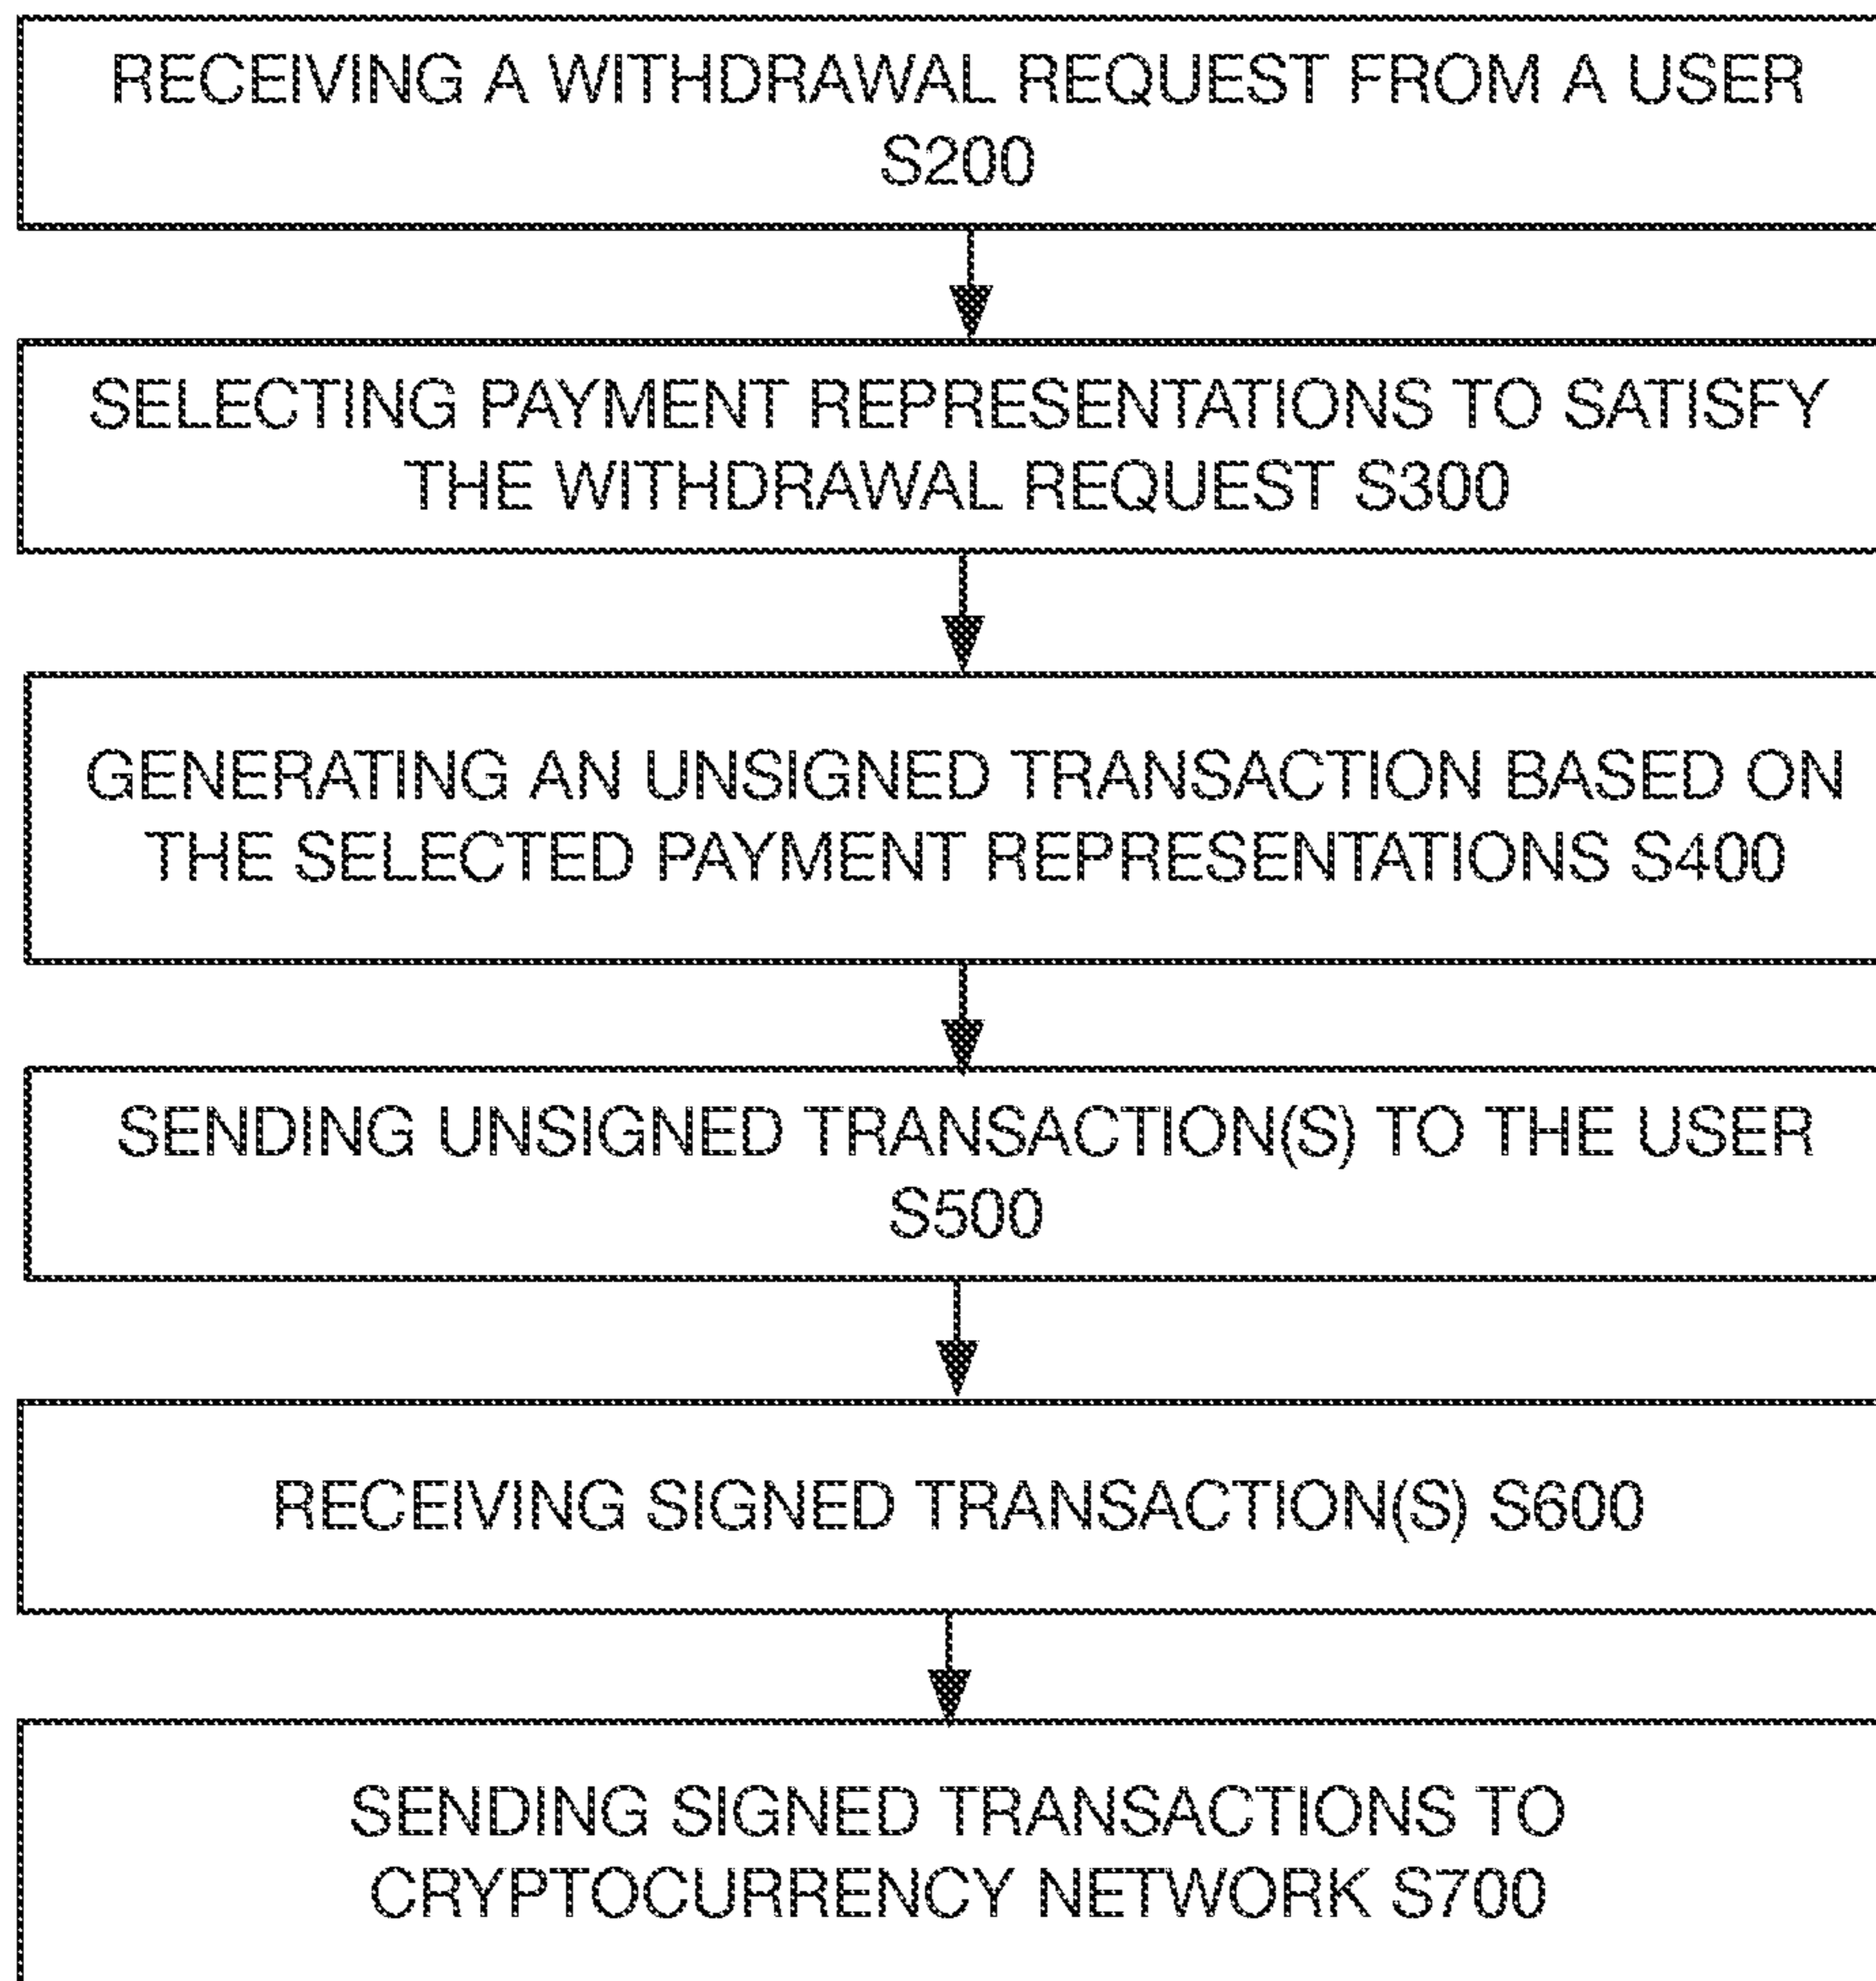 RECEIVING A WITHDRAWAL REQUEST FROM A USER
S200
SELECTING PAYMENT REPRESENTATIONS TO SATISFY
THE WITHDRAWAL REQUEST S300
GENERATING AN UNSIGNED TRANSACTION BASED ON
THE SELECTED PAYMENT REPRESENTATIONS S400
SENDING UNSIGNED TRANSACTION(S) TO THE USER
S500
RECEIVING SIGNED TRANSACTION(S) S600
SENDING SIGNED TRANSACTIONS TO
CRYPTOCURRENCY NETWORK S700